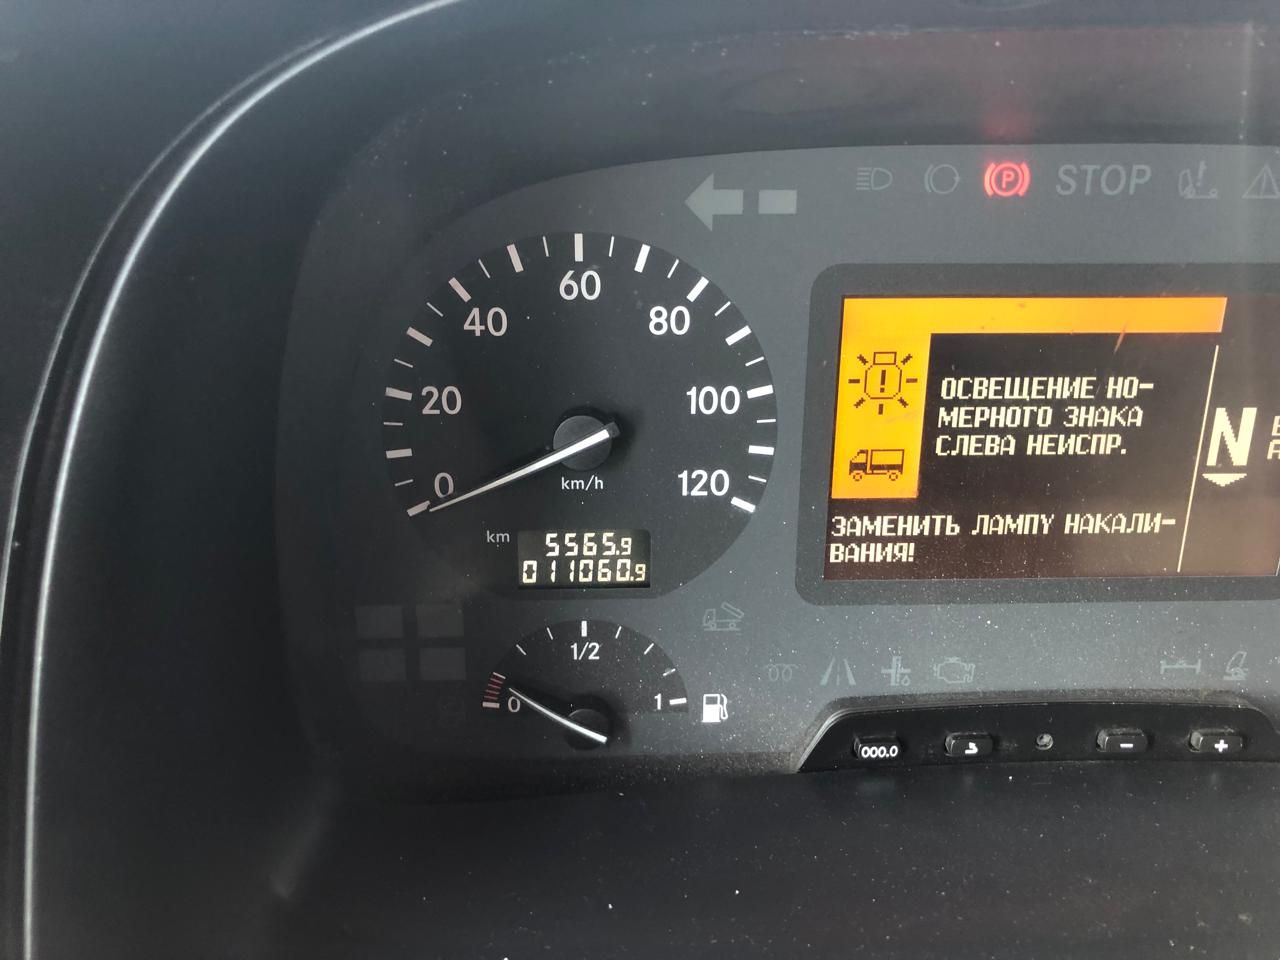 STOP
60
40
80
20
100
0
120
km/h
km
5565.9
011060.9
ОСВЕЩЕНИЕ НО-
МЕРНОГО ЗНАКА
СЛЕВА НЕИСПР.
N
ЗАМЕНИТЬ ЛАМПУ НАКАЛИ-
ВАНИЯ!
1/2
0
1
000.0
- +